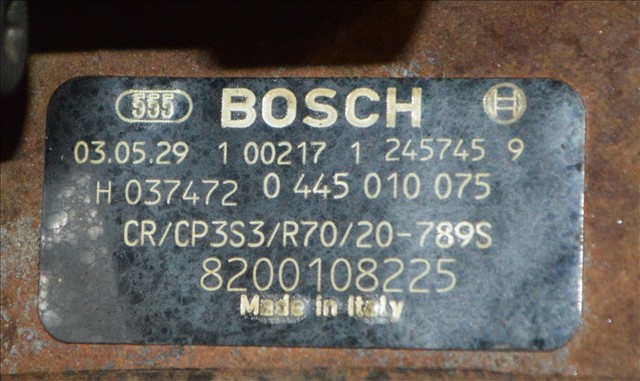 555 BOSCH
03.05.29 1 00217 1 245745 9
H 037472 0 445 010 075
CR/CP3S3/R70/20-789S
8200108225
Made in Italy